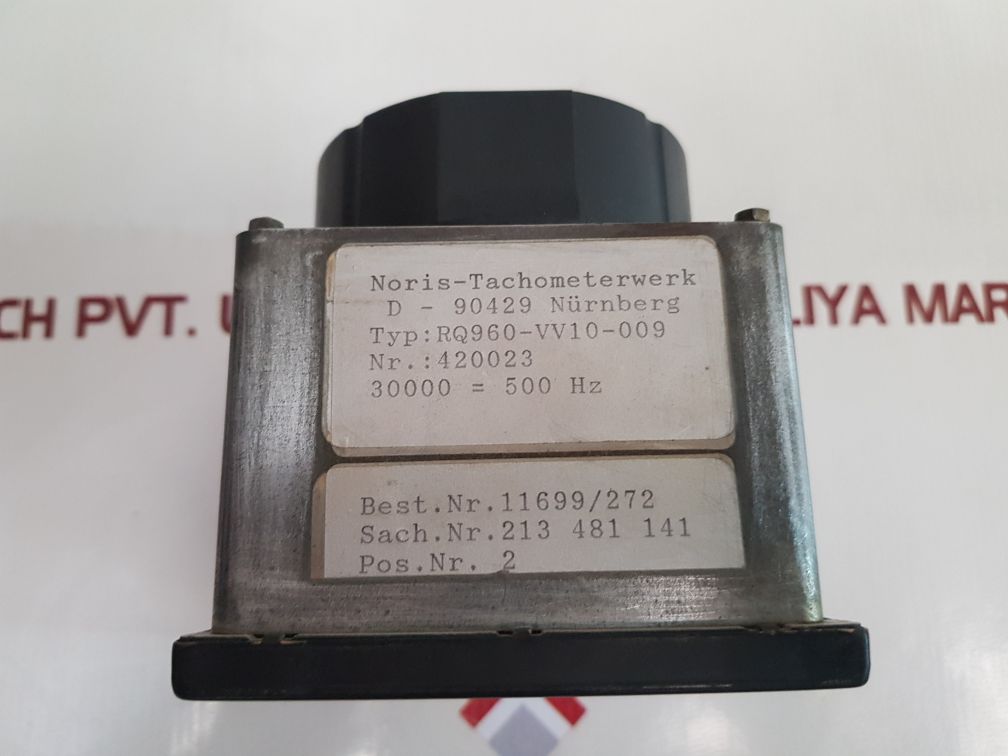 Noris-Tachometerwerk
D - 90429 Nürnberg
Typ:RQ960-VV10-009
Nr.:420023
30000 = 500 Hz
Best.Nr.11699/272
Sach.Nr.213 481 141
Pos.Nr. 2
CH PVT. LIYA MAR